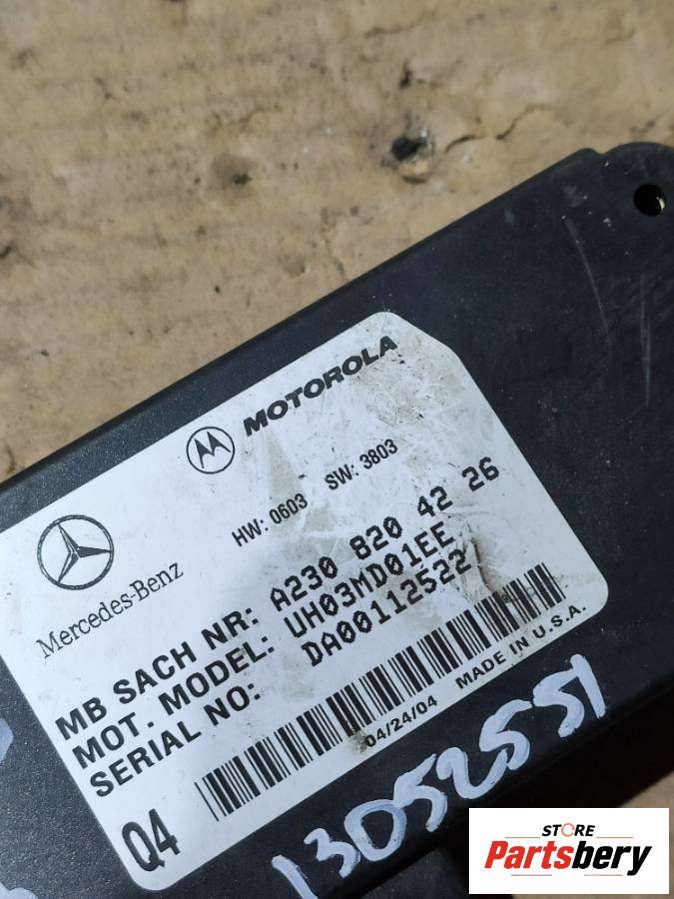 MOTOROLA
HW: 0603 SW: 3803
Mercedes-Benz
MB SACH NR: A230 820 42 26
MOT. MODEL: UH03MD01EE
SERIAL NO: DA00112522
04/24/04 MADE IN U.S.A.
Q4
13052551
STORE
Partsbery